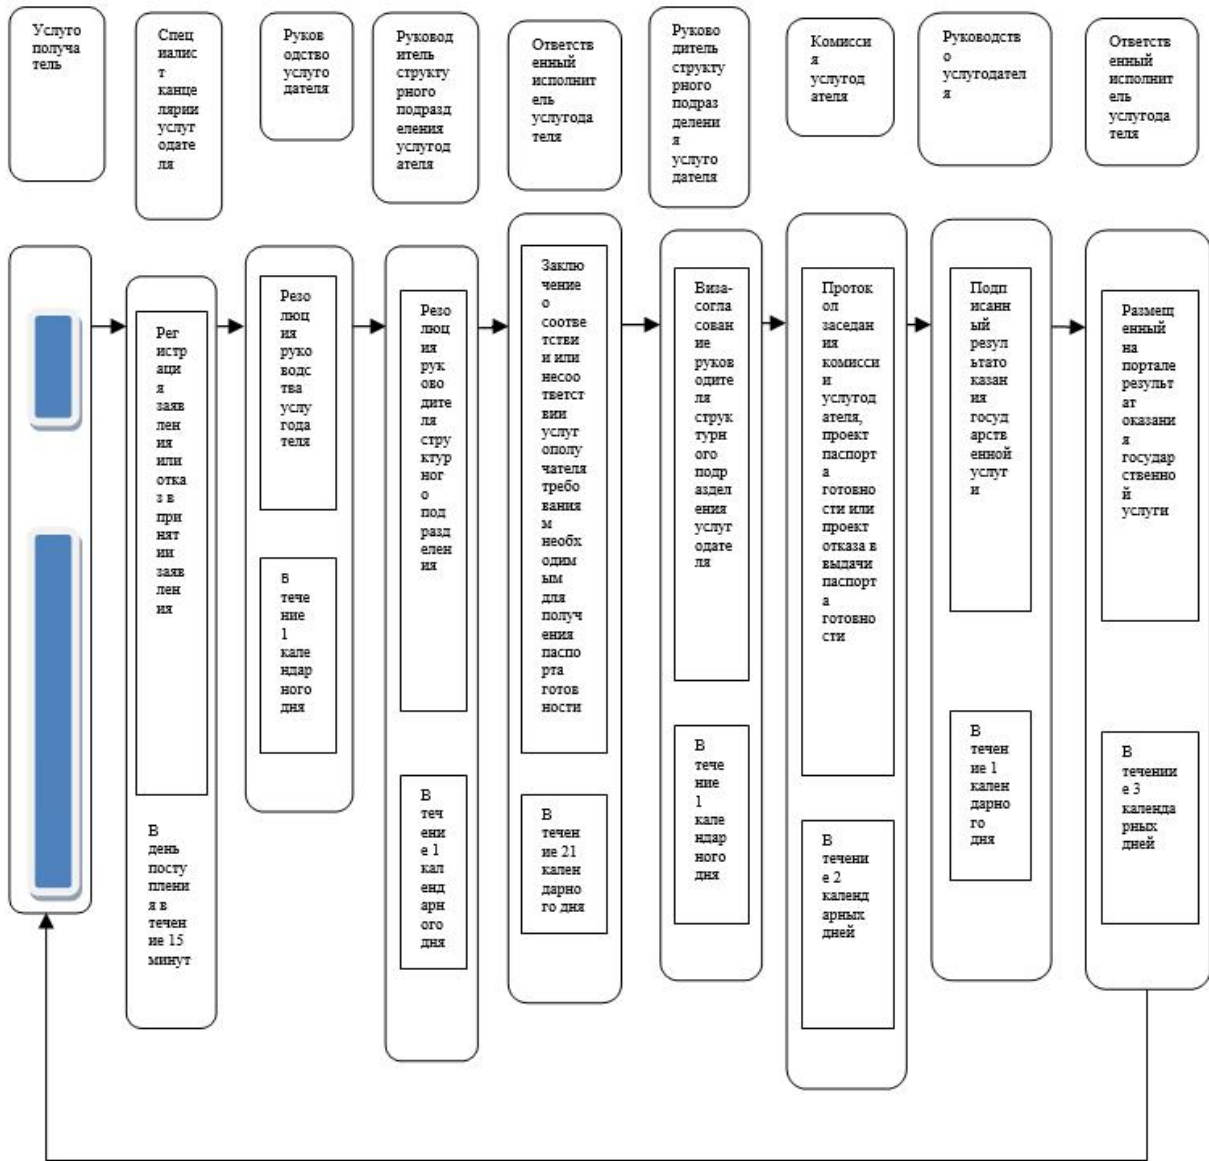 Услуго
получа
тель
Спец
иалис
т
канце
лярии
услуг
одате
ля
Руков
одство
услуго
дателя
Руковод
итель
структу
рного
подразд
еления
услугод
ателя
Ответств
енный
исполнит
ель
услугода
теля
Руково
дитель
структу
рного
подраз
делени
я
услуго
дателя
Комисси
я
услугод
ателя
Руководств
о
услугодател
я
Ответств
енный
исполнит
ель
услугода
теля
Рег
истр
аци
я
заяв
лен
ия
или
отка
з в
при
нят
ии
заяв
лен
ия
В
день
посту
плени
я в
течен
ие 15
минут
Резо
люц
ия
руко
водс
тва
услу
года
теля
В
тече
ние
1
кале
ндар
ного
дня
Резо
люц
ия
рук
ово
дите
ля
стру
ктур
ног
о
под
разд
елен
ия
В
теч
ени
е 1
кал
енд
арн
ого
дня
Заклю
чение
о
соотве
тстви
и или
несоо
тветст
вии
услуг
ополу
чателя
требо
вания
м
необх
одим
ым
для
получ
ения
паспо
рта
готов
ности
В
течен
ие 21
кален
дарно
го дня
Виза-
согла
сован
ие
руков
одите
ля
струк
турн
ого
подр
аздел
ения
услуг
одате
ля
В
тече
ние
1
кале
ндар
ного
дня
Проток
ол
заседан
ия
комисс
ии
услугод
ателя,
проект
паспорт
а
готовно
сти или
проект
отказа в
выдачи
паспорт
а
готовно
сти
В
течени
е 2
календ
арных
дней
Подп
исанный
результ
ат оказа
ния
госуд
арств
енной
услуг
и
В
течен
ие 1
кален
дарно
го
дня
Размещ
енный
на
портале
результ
ат
оказани
я
государ
ственно
й
услуги
В
течении
е 3
календа
рных
дней